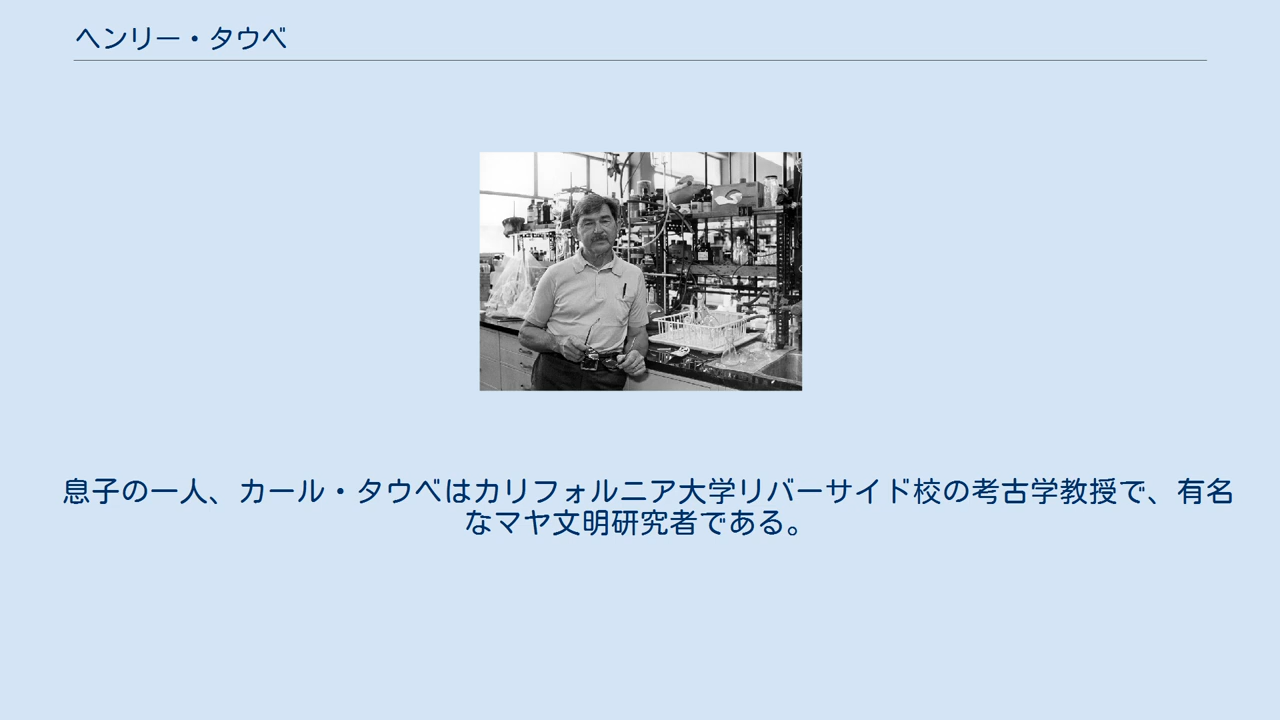 ヘンリー・タウベ
息子の一人、カール・タウベはカリフォルニア大学リバーサイド校の考古学教授で、有名
なマヤ文明研究者である。